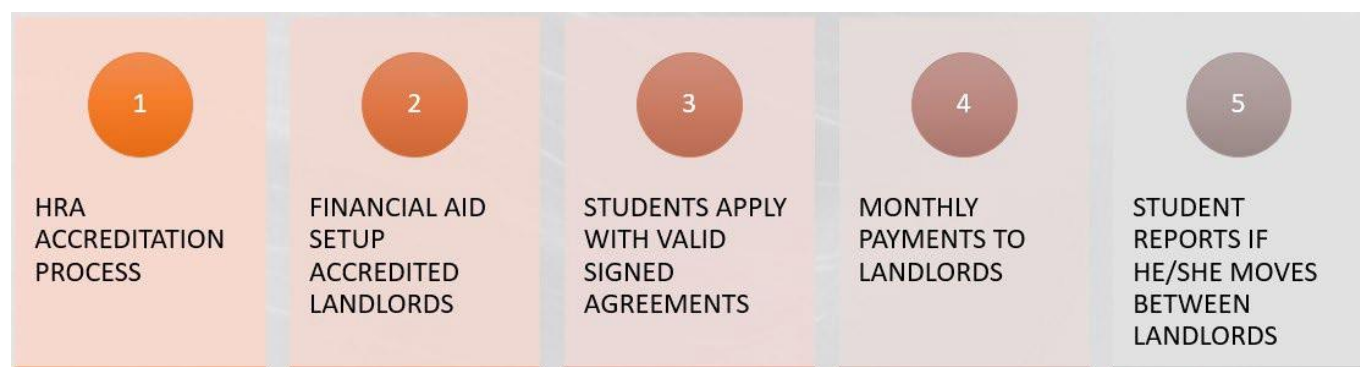 1
HRA
ACCREDITATION
PROCESS
2
FINANCIAL AID
SETUP
ACCREDITED
LANDLORDS
3
STUDENTS APPLY
WITH VALID
SIGNED
AGREEMENTS
4
MONTHLY
PAYMENTS TO
LANDLORDS
5
STUDENT
REPORTS IF
HE/SHE MOVES
BETWEEN
LANDLORDS